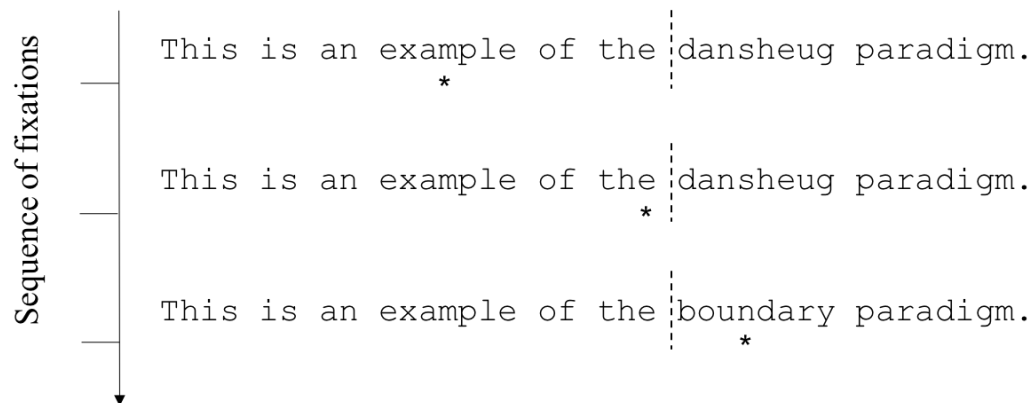 Sequence of fixations
This is an example of the dansheug paradigm.
*
This is an example of the dansheug paradigm.
*
This is an example of the boundary paradigm.
*